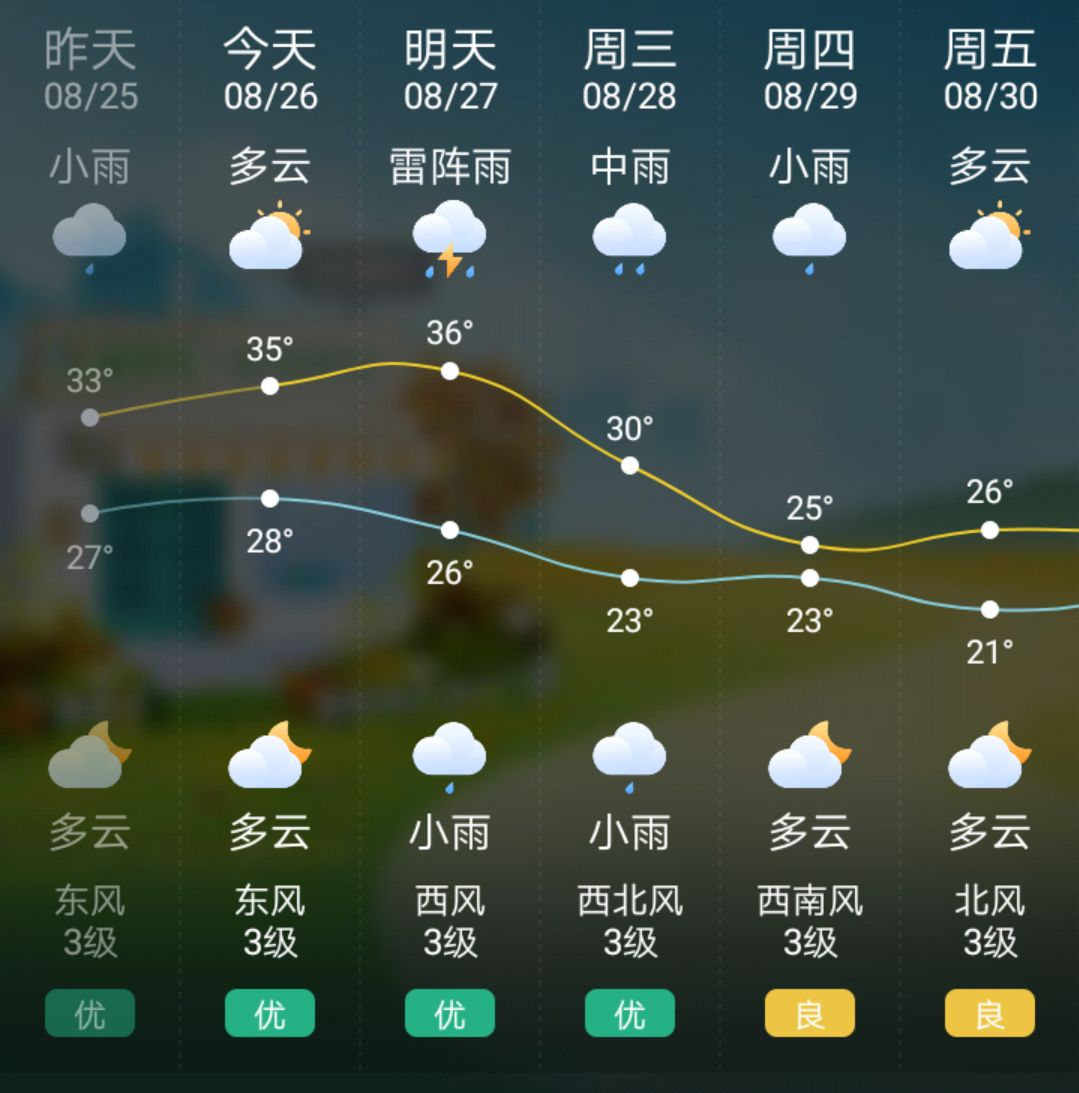 昨天 今天 明天 周三 周四 周五
08/25 08/26 08/27 08/28 08/29 08/30
小雨 多云 雷阵雨 中雨 小雨 多云
33° 35° 36° 30° 25° 26°
27° 28° 26° 23° 23° 21°
多云 多云 小雨 小雨 多云 多云
东风 东风 西风 西北风 西南风 北风
3级 3级 3级 3级 3级 3级
优 优 优 优 良 良